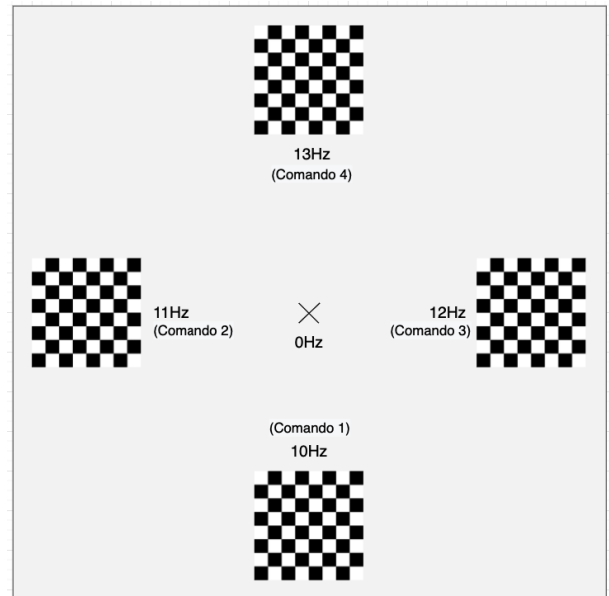 13Hz
(Comando 4)
11Hz
(Comando 2)
0Hz
12Hz
(Comando 3)
(Comando 1)
10Hz